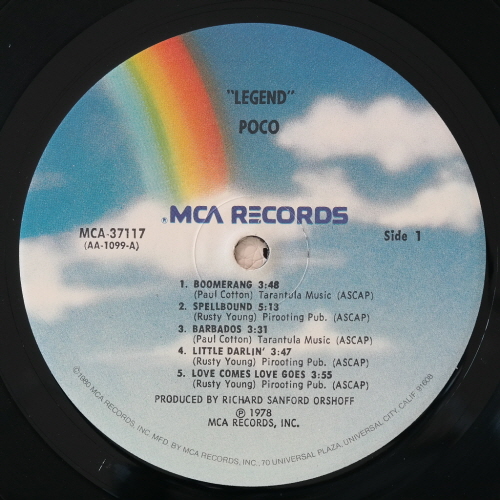 "LEGEND"
POCO
® MCA RECORDS
MCA-37117
(AA-1099-A)
Side 1
1. BOOMERANG 3:48
(Paul Cotton) Tarantula Music (ASCAP)
2. SPELLBOUND 5:13
(Rusty Young) Pirooting Pub. (ASCAP)
3. BARBADOS 3:31
(Paul Cotton) Tarantula Music (ASCAP)
4. LITTLE DARLIN' 3:47
(Rusty Young) Pirooting Pub. (ASCAP)
5. LOVE COMES LOVE GOES 3:55
(Rusty Young) Pirooting Pub. (ASCAP)
PRODUCED BY RICHARD SANFORD ORSHOFF
℗ 1978
MCA RECORDS, INC.
©1980 MCA RECORDS, INC. MFD. BY MCA RECORDS, INC., 70 UNIVERSAL PLAZA, UNIVERSAL CITY, CALIF. 91608